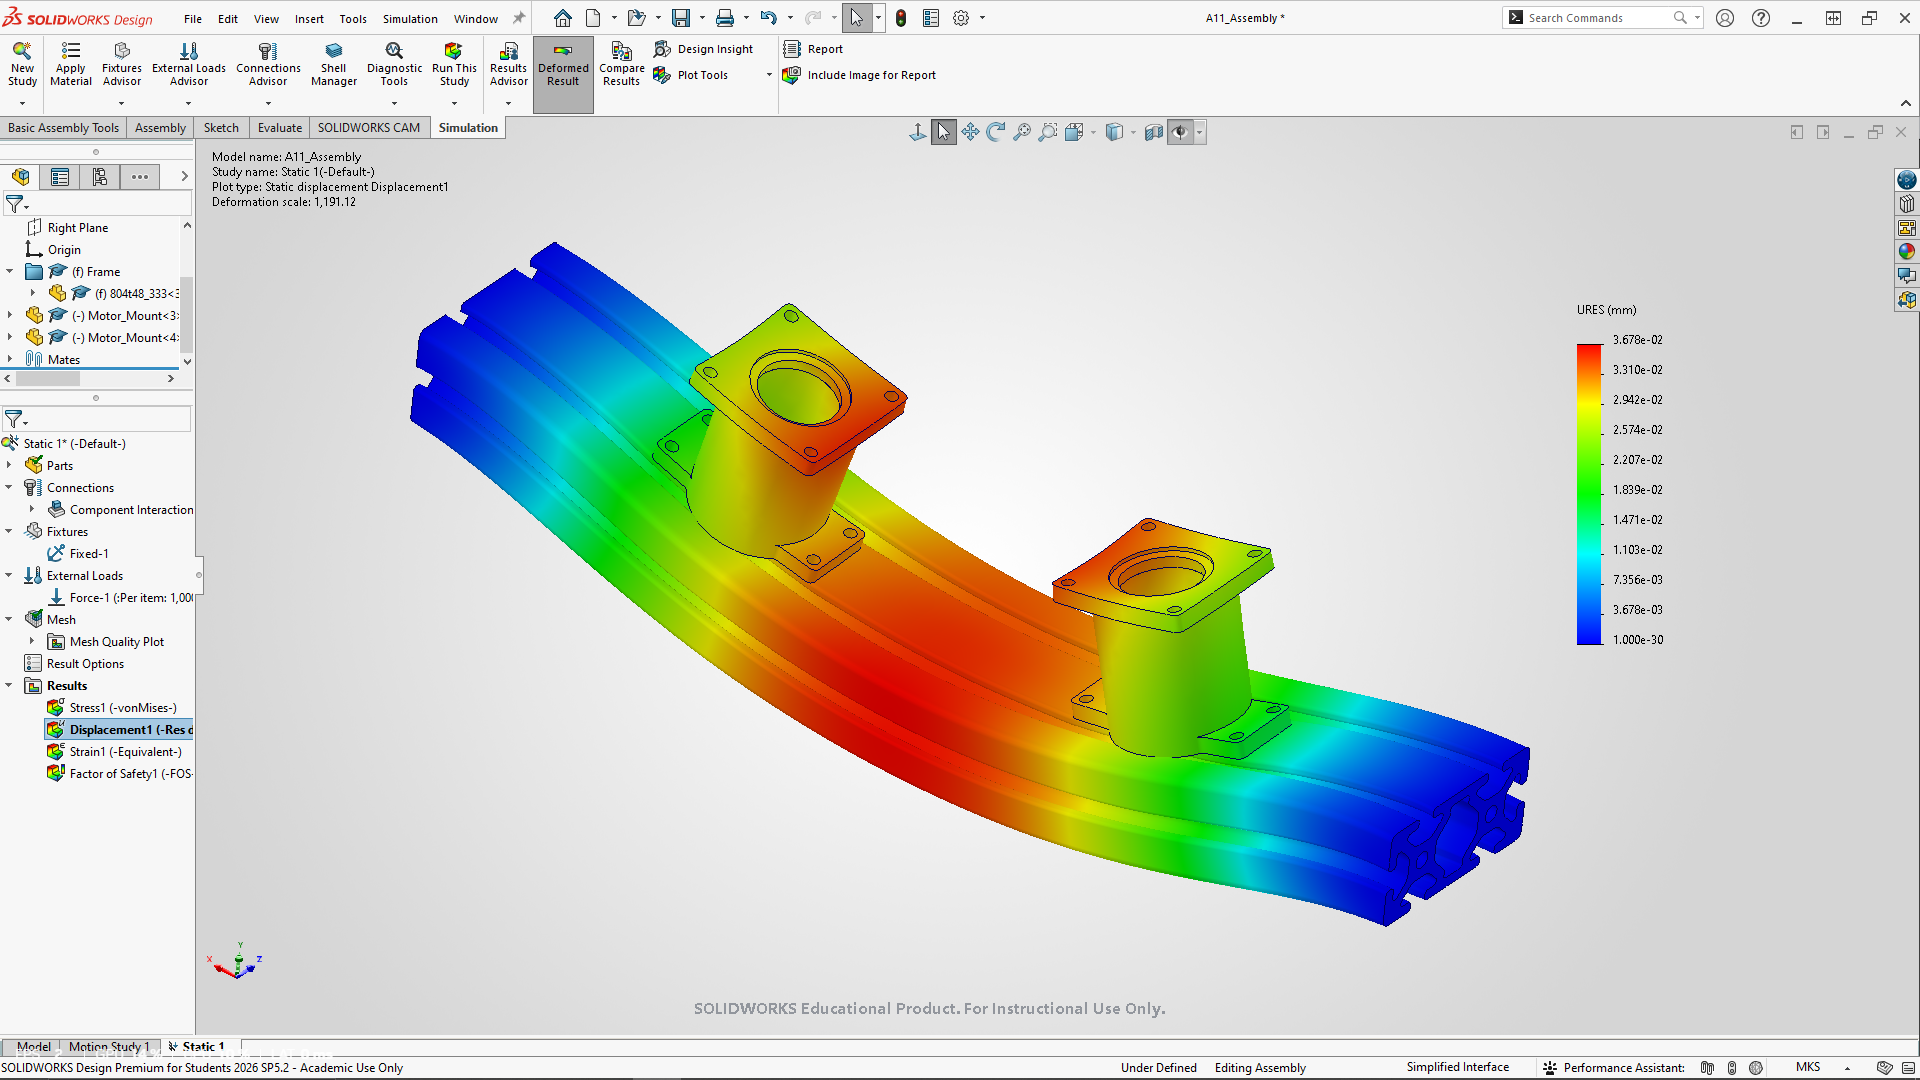 SOLIDWORKS Design
File Edit View Insert Tools Simulation Window
A11_Assembly *
Search Commands
New Study
Apply Material
Fixtures Advisor
External Loads Advisor
Connections Advisor
Shell Manager
Diagnostic Tools
Run This Study
Results Advisor
Deformed Result
Compare Results
Design Insight
Plot Tools
Report
Include Image for Report
Basic Assembly Tools Assembly Sketch Evaluate SOLIDWORKS CAM Simulation
Model name: A11_Assembly
Study name: Static 1(-Default-)
Plot type: Static displacement Displacement1
Deformation scale: 1,191.12
Right Plane
Origin
(f) Frame
(f) 804t48_333<3
(-) Motor_Mount<3>
(-) Motor_Mount<4>
Mates
Static 1* (-Default-)
Parts
Connections
Component Interaction
Fixtures
Fixed-1
External Loads
Force-1 (:Per item: 1,000
Mesh
Mesh Quality Plot
Result Options
Results
Stress1 (-vonMises-)
Displacement1 (-Res d
Strain1 (-Equivalent-)
Factor of Safety1 (-FOS-
URES (mm)
3.678e-02
3.310e-02
2.942e-02
2.574e-02
2.207e-02
1.839e-02
1.471e-02
1.103e-02
7.356e-03
3.678e-03
1.000e-30
Y
X
Z
SOLIDWORKS Educational Product. For Instructional Use Only.
Model Motion Study 1 Static 1
SOLIDWORKS Design Premium for Students 2026 SP5.2 - Academic Use Only
Under Defined Editing Assembly Simplified Interface Performance Assistant: MKS